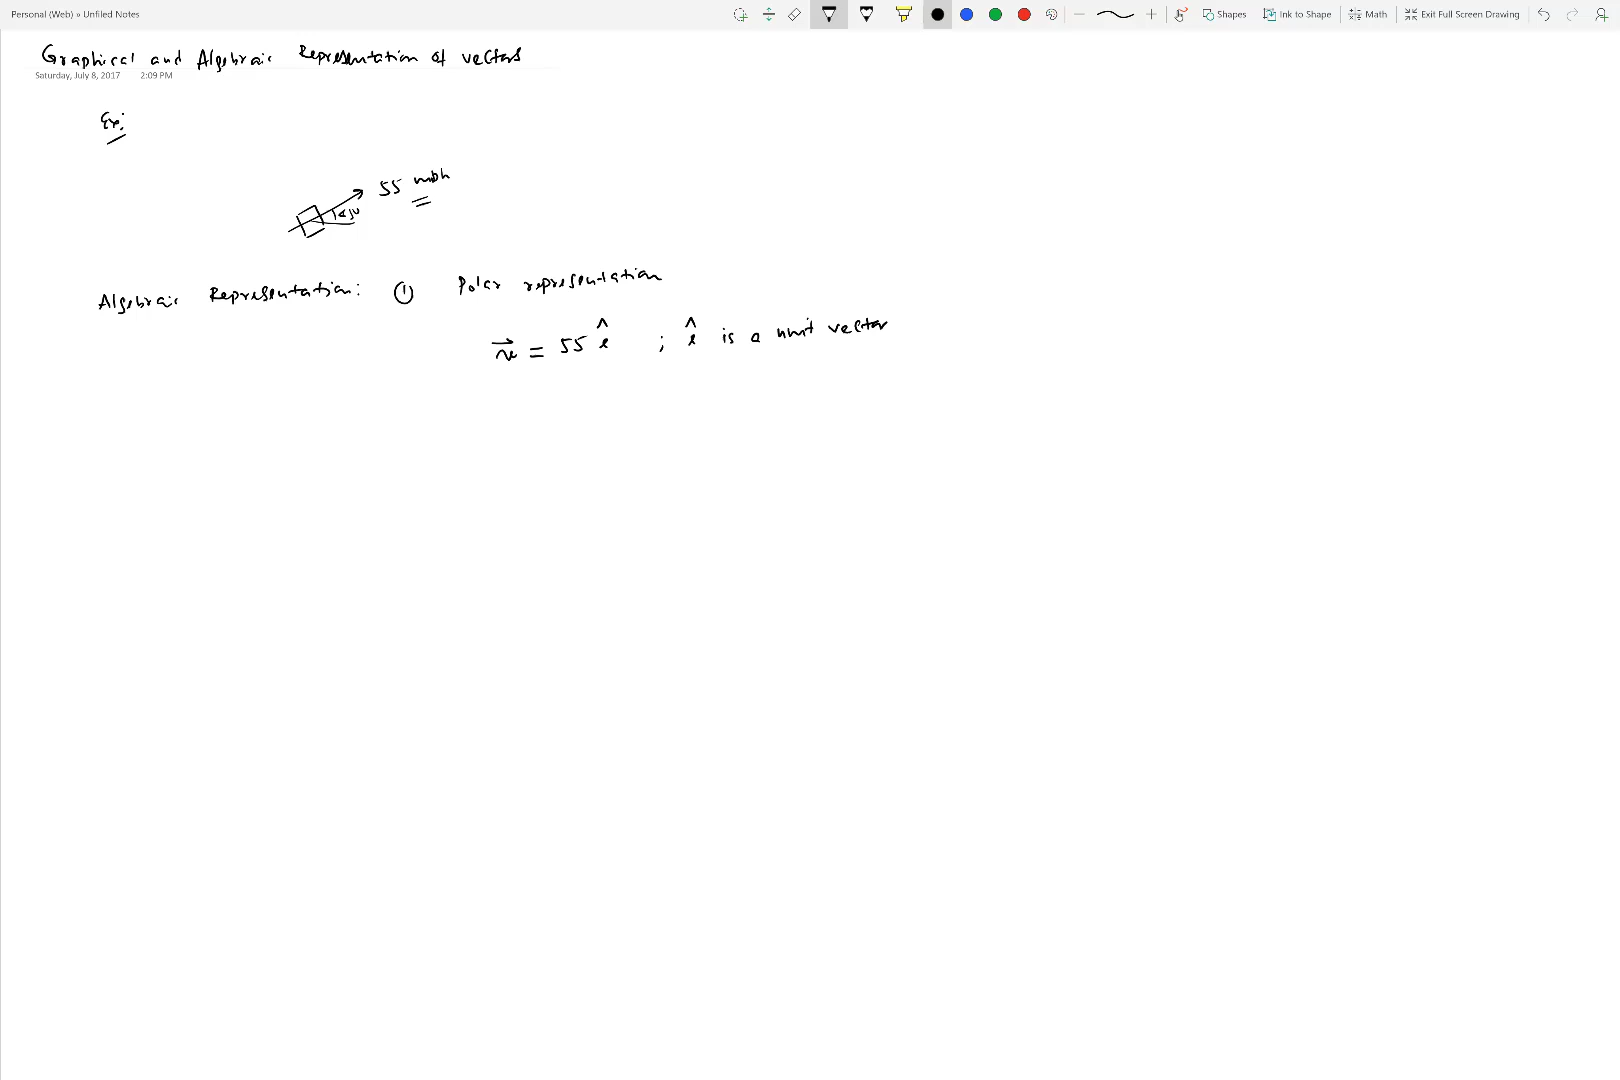 Personal (Web) » Unfiled Notes
Shapes Ink to Shape Math Exit Full Screen Drawing
Graphical and Algebraic Representation of vectors
Saturday, July 8, 2017 2:09 PM
Ex:
55 mph
Algebraic Representation: ① Polar representation
v⃗ = 55 ê ; ê is a unit vector